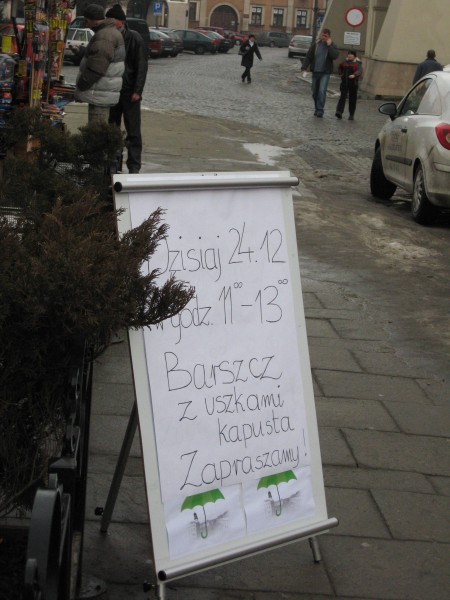 Dzisiaj 24.12
w godz. 11⁰⁰-13⁰⁰
Barszcz
z uszkami
kapusta
Zapraszamy!